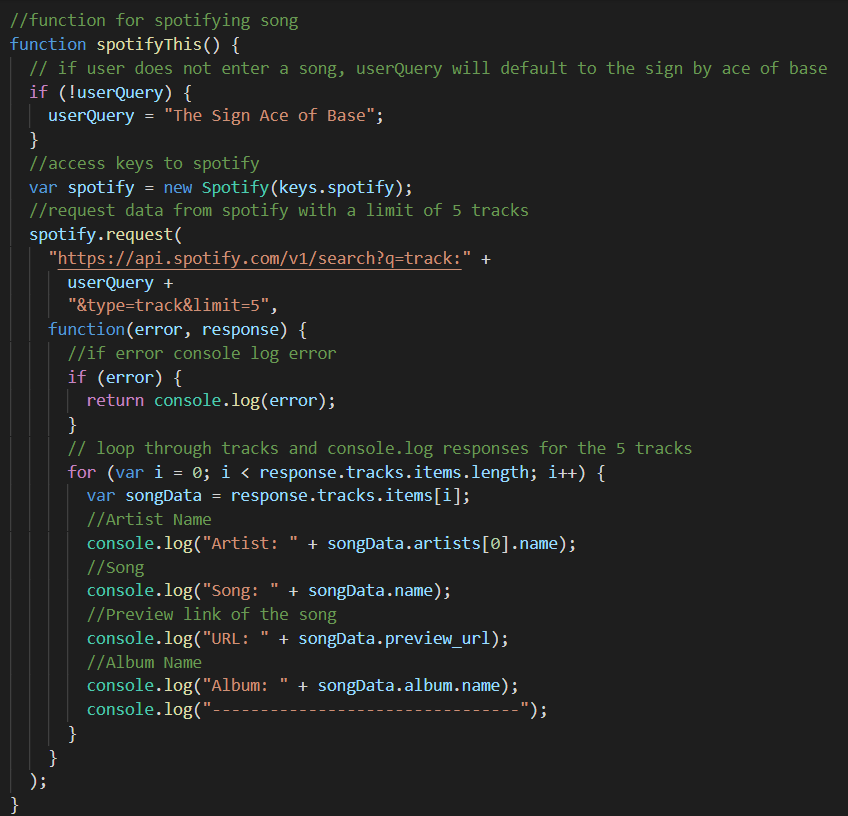 //function for spotifying song
function spotifyThis() {
  // if user does not enter a song, userQuery will default to the sign by ace of base
  if (!userQuery) {
    userQuery = "The Sign Ace of Base";
  }
  //access keys to spotify
  var spotify = new Spotify(keys.spotify);
  //request data from spotify with a limit of 5 tracks
  spotify.request(
    "https://api.spotify.com/v1/search?q=track:" +
      userQuery +
      "&type=track&limit=5",
    function(error, response) {
      //if error console log error
      if (error) {
        return console.log(error);
      }
      // loop through tracks and console.log responses for the 5 tracks
      for (var i = 0; i < response.tracks.items.length; i++) {
        var songData = response.tracks.items[i];
        //Artist Name
        console.log("Artist: " + songData.artists[0].name);
        //Song
        console.log("Song: " + songData.name);
        //Preview link of the song
        console.log("URL: " + songData.preview_url);
        //Album Name
        console.log("Album: " + songData.album.name);
        console.log("--------------------------------");
      }
    }
  );
}